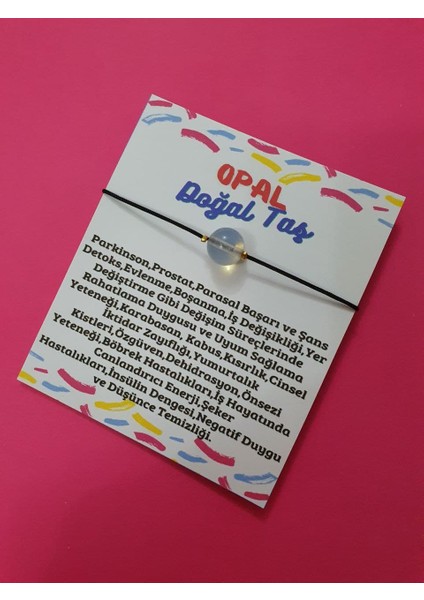 OPAL
Doğal Taş
Parkinson,Prostat,Parasal Başarı ve Şans
Detoks,Evlenme,Boşanma,İş Değişikliği,Yer
Değiştirme Gibi Değişim Süreçlerinde
Rahatlama Duygusu ve Uyum Sağlama
Yeteneği,Karabasan, Kabus,Kısırlık,Cinsel
İktidar Zayıflığı,Yumurtalık
Kistleri,Özgüven,Dehidrasyon,Önsezi
Yeteneği,Böbrek Hastalıkları,İş Hayatında
Canlandırıcı Enerji,Şeker
Hastalıkları,İnsülin Dengesi,Negatif Duygu
ve Düşünce Temizliği.